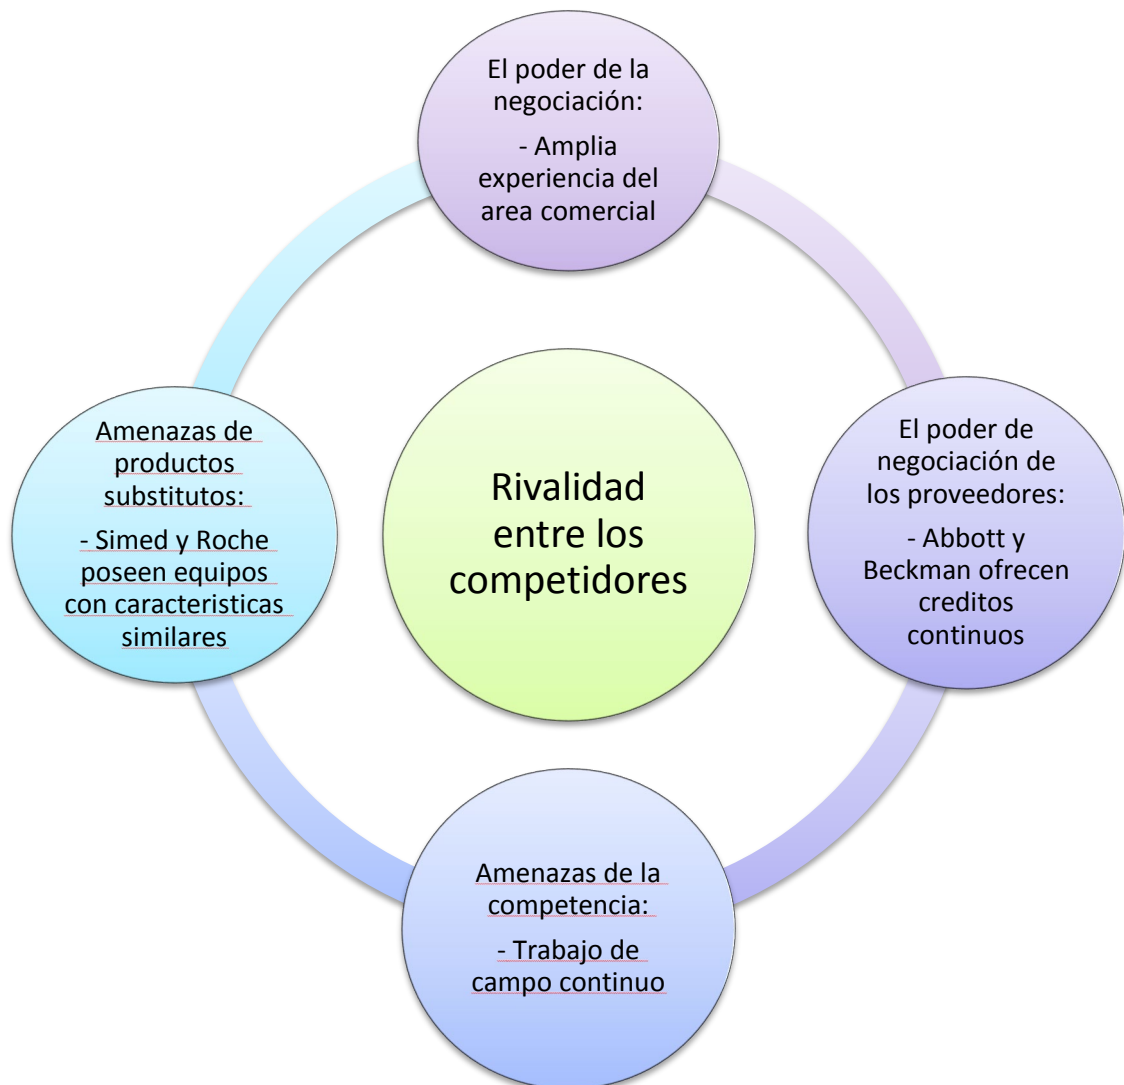 El poder de la
negociación:
- Amplia
experiencia del
area comercial
El poder de
negociación de
los proveedores:
- Abbott y
Beckman ofrecen
creditos
continuos
Amenazas de la
competencia:
- Trabajo de
campo continuo
Amenazas de
productos
substitutos:
- Simed y Roche
poseen equipos
con caracteristicas
similares
Rivalidad
entre los
competidores